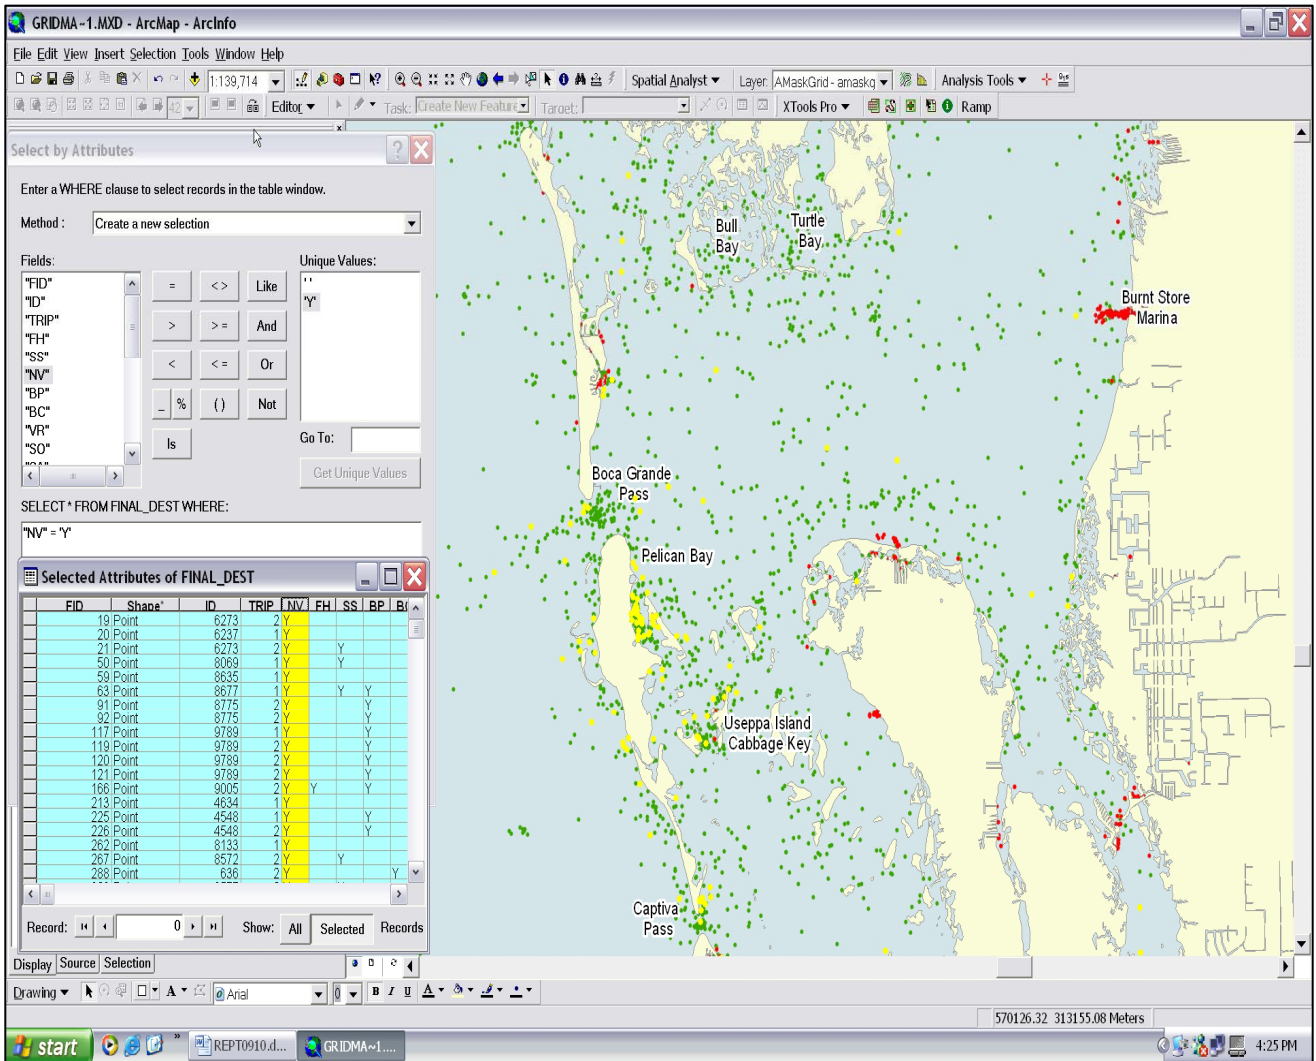 GRIDMA~1.MXD - ArcMap - ArcInfo
File Edit View Insert Selection Tools Window Help
1:139,714 Spatial Analyst Layer: AMaskGrid - amaskg Analysis Tools
42 Editor Task: Create New Feature Target: XTools Pro Ramp
Select by Attributes
Enter a WHERE clause to select records in the table window.
Method : Create a new selection
Fields: Unique Values:
"FID"
"ID"
"TRIP"
"FH"
"SS"
"NV"
"BP"
"BC"
"VR"
"SO"
= <> Like
> > = And
< < = Or
_ % ( ) Not
Is
' '
'Y'
Go To:
Get Unique Values
SELECT * FROM FINAL_DEST WHERE:
"NV" = 'Y'
Selected Attributes of FINAL_DEST
FID Shape* ID TRIP NV FH SS BP BC
19 Point 6273 2 Y
20 Point 6237 1 Y
21 Point 6273 2 Y Y
50 Point 8069 1 Y Y
59 Point 8635 1 Y
63 Point 8677 1 Y Y Y
91 Point 8775 2 Y Y
92 Point 8775 2 Y Y
117 Point 9789 1 Y Y
119 Point 9789 2 Y Y
120 Point 9789 2 Y Y
121 Point 9789 2 Y Y
166 Point 9005 2 Y Y Y
213 Point 4634 1 Y
225 Point 4548 1 Y Y
226 Point 4548 2 Y Y
262 Point 8133 1 Y
267 Point 8572 2 Y Y
288 Point 636 2 Y Y
Record: 0 Show: All Selected Records
Display Source Selection
Bull
Bay
Turtle
Bay
Burnt Store
Marina
Boca Grande
Pass
Pelican Bay
Useppa Island
Cabbage Key
Captiva
Pass
Drawing A Arial B I U A
570126.32 313155.08 Meters
start REPT0910.d... GRIDMA~1.... 4:25 PM